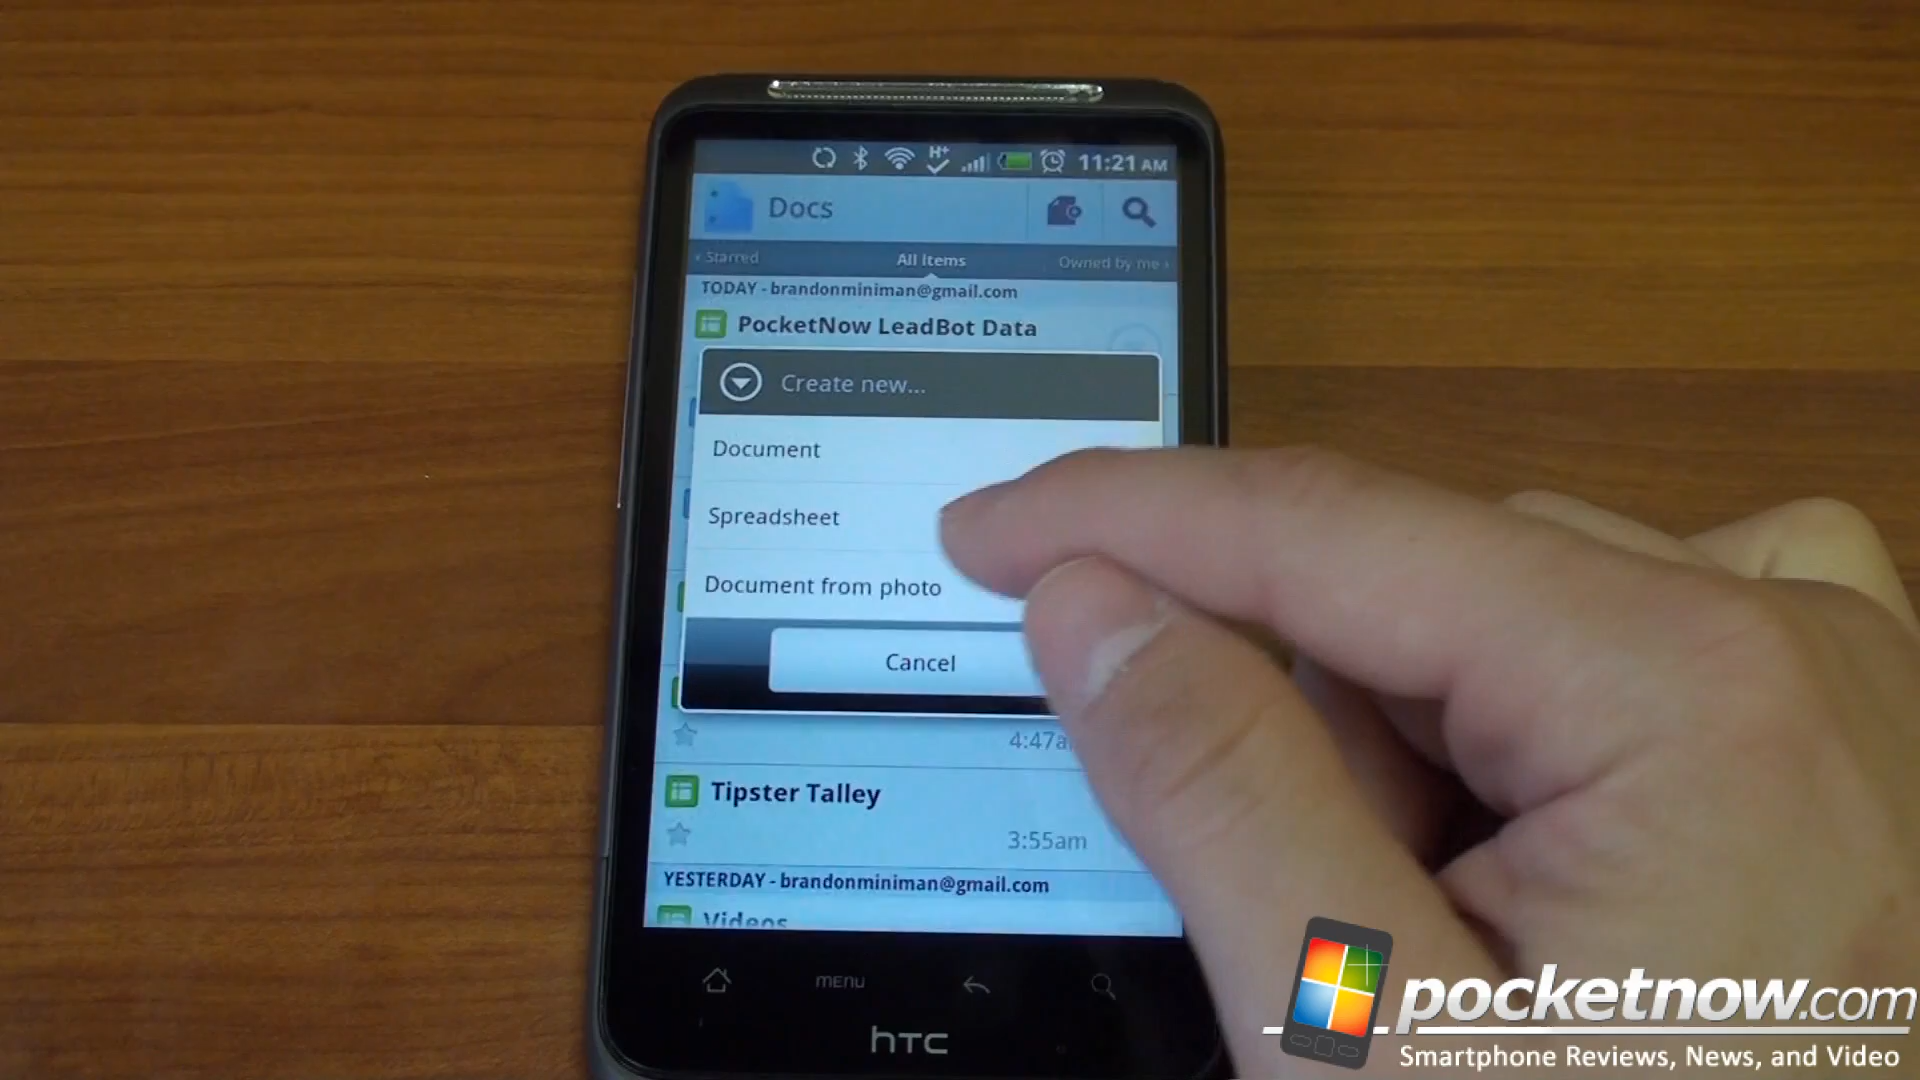 H+
11:21 AM
Docs
‹ Starred
All Items
Owned by me ›
TODAY - brandonminiman@gmail.com
PocketNow LeadBot Data
Create new...
Document
Spreadsheet
Document from photo
Cancel
4:47a
Tipster Talley
3:55am
YESTERDAY - brandonminiman@gmail.com
Videos
MENU
hTC
pocketnow.com
Smartphone Reviews, News, and Video